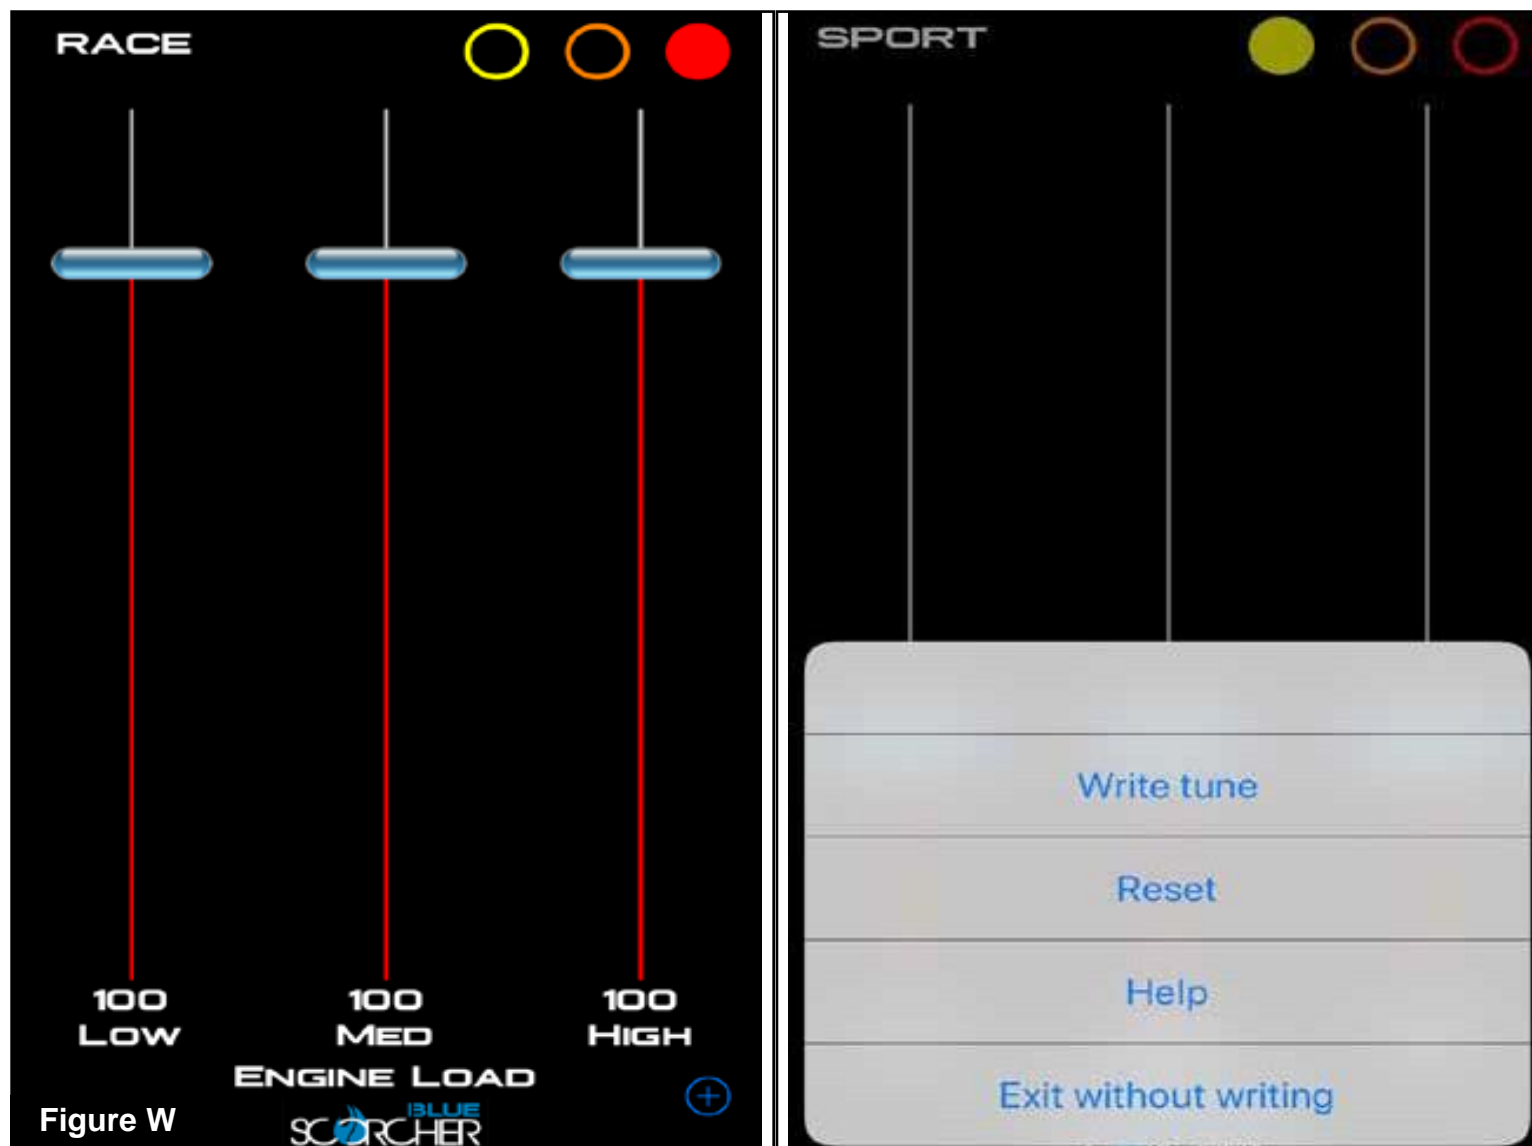 RACE
100 100 100
LOW MED HIGH
ENGINE LOAD
Figure W
BLUE
SCORCHER
SPORT
Write tune
Reset
Help
Exit without writing